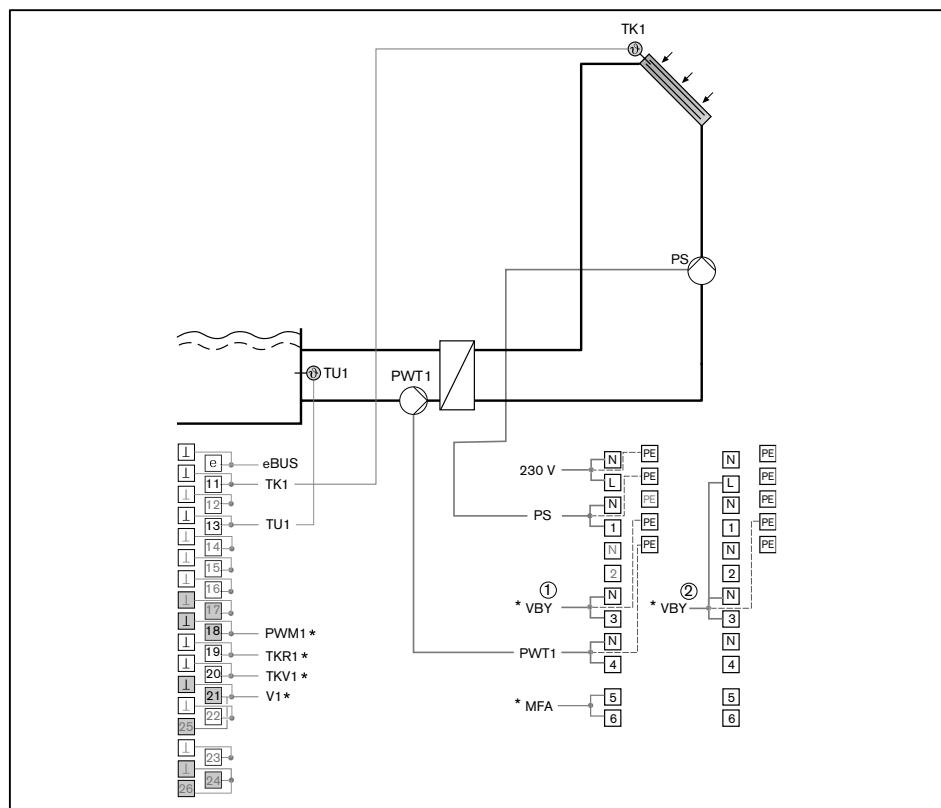 TK1
PS
TU1
PWT1
⊥ e eBUS
⊥ 11 TK1
⊥ 12
⊥ 13 TU1
⊥ 14
⊥ 15
⊥ 16
⊥ 17
⊥ 18 PWM1*
⊥ 19 TKR1*
⊥ 20 TKV1*
⊥ 21 V1*
⊥ 22
25
⊥ 23
⊥ 24
26
230 V N PE
L
PS N PE
1 PE
N PE
2 PE
① * VBY N
3
PWT1 N
4
* MFA 5
6
N PE
L PE
N PE
1 PE
N PE
2
② * VBY N
3
N
4
5
6